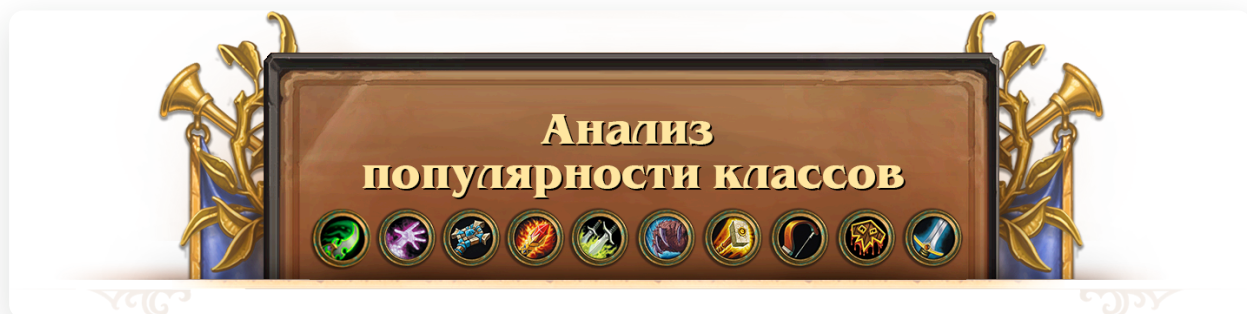 Анализ
популярности классов